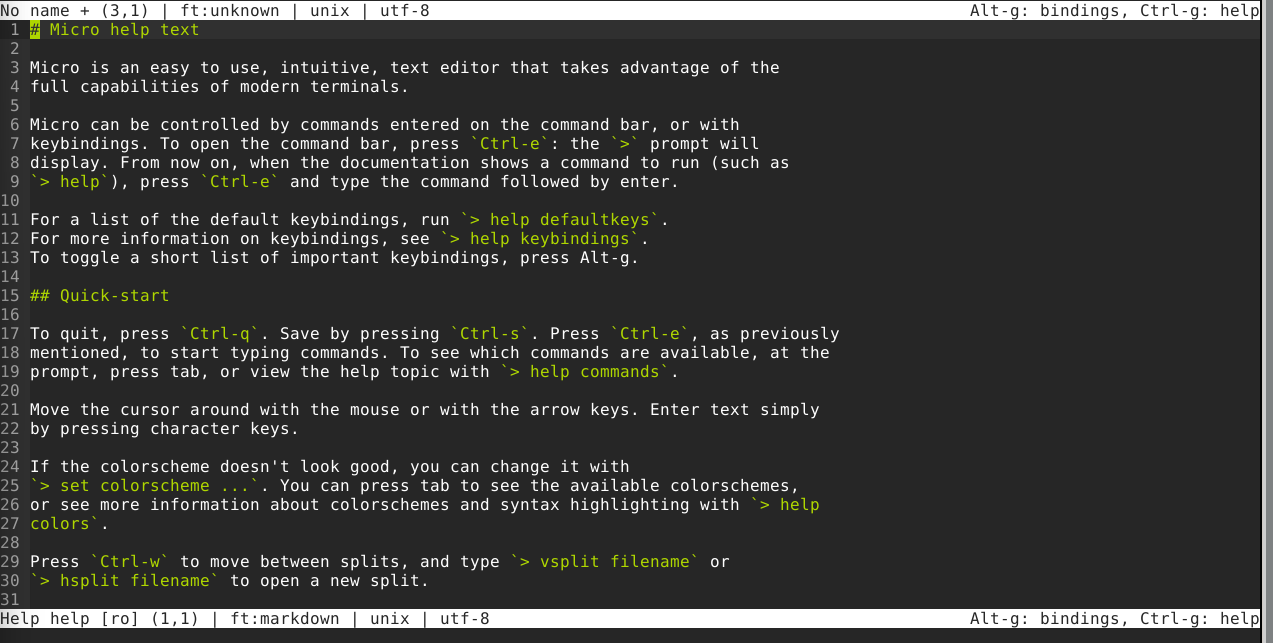 No name + (3,1) | ft:unknown | unix | utf-8 Alt-g: bindings, Ctrl-g: help
1 # Micro help text
2
3 Micro is an easy to use, intuitive, text editor that takes advantage of the
4 full capabilities of modern terminals.
5
6 Micro can be controlled by commands entered on the command bar, or with
7 keybindings. To open the command bar, press `Ctrl-e`: the `>` prompt will
8 display. From now on, when the documentation shows a command to run (such as
9 `> help`), press `Ctrl-e` and type the command followed by enter.
10
11 For a list of the default keybindings, run `> help defaultkeys`.
12 For more information on keybindings, see `> help keybindings`.
13 To toggle a short list of important keybindings, press Alt-g.
14
15 ## Quick-start
16
17 To quit, press `Ctrl-q`. Save by pressing `Ctrl-s`. Press `Ctrl-e`, as previously
18 mentioned, to start typing commands. To see which commands are available, at the
19 prompt, press tab, or view the help topic with `> help commands`.
20
21 Move the cursor around with the mouse or with the arrow keys. Enter text simply
22 by pressing character keys.
23
24 If the colorscheme doesn't look good, you can change it with
25 `> set colorscheme ...`. You can press tab to see the available colorschemes,
26 or see more information about colorschemes and syntax highlighting with `> help
27 colors`.
28
29 Press `Ctrl-w` to move between splits, and type `> vsplit filename` or
30 `> hsplit filename` to open a new split.
31
Help help [ro] (1,1) | ft:markdown | unix | utf-8 Alt-g: bindings, Ctrl-g: help